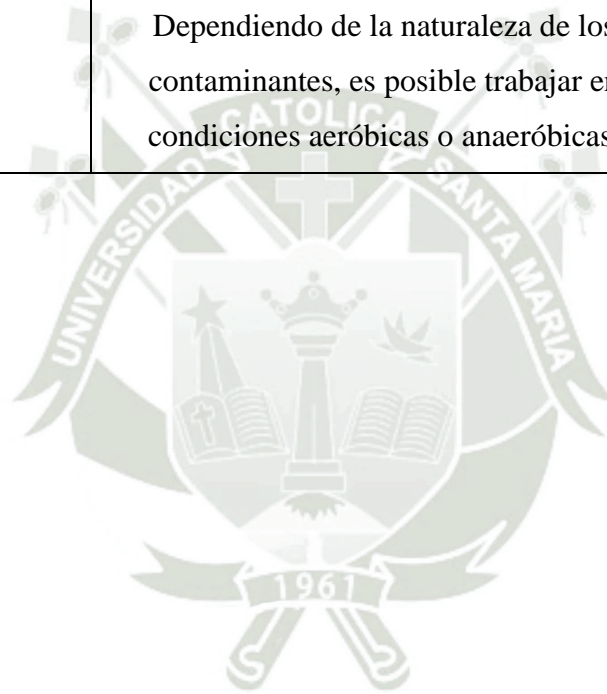 Dependiendo de la naturaleza de los
contaminantes, es posible trabajar en
condiciones aeróbicas o anaeróbicas
UNIVERSIDAD CATOLICA SANTA MARIA
1961